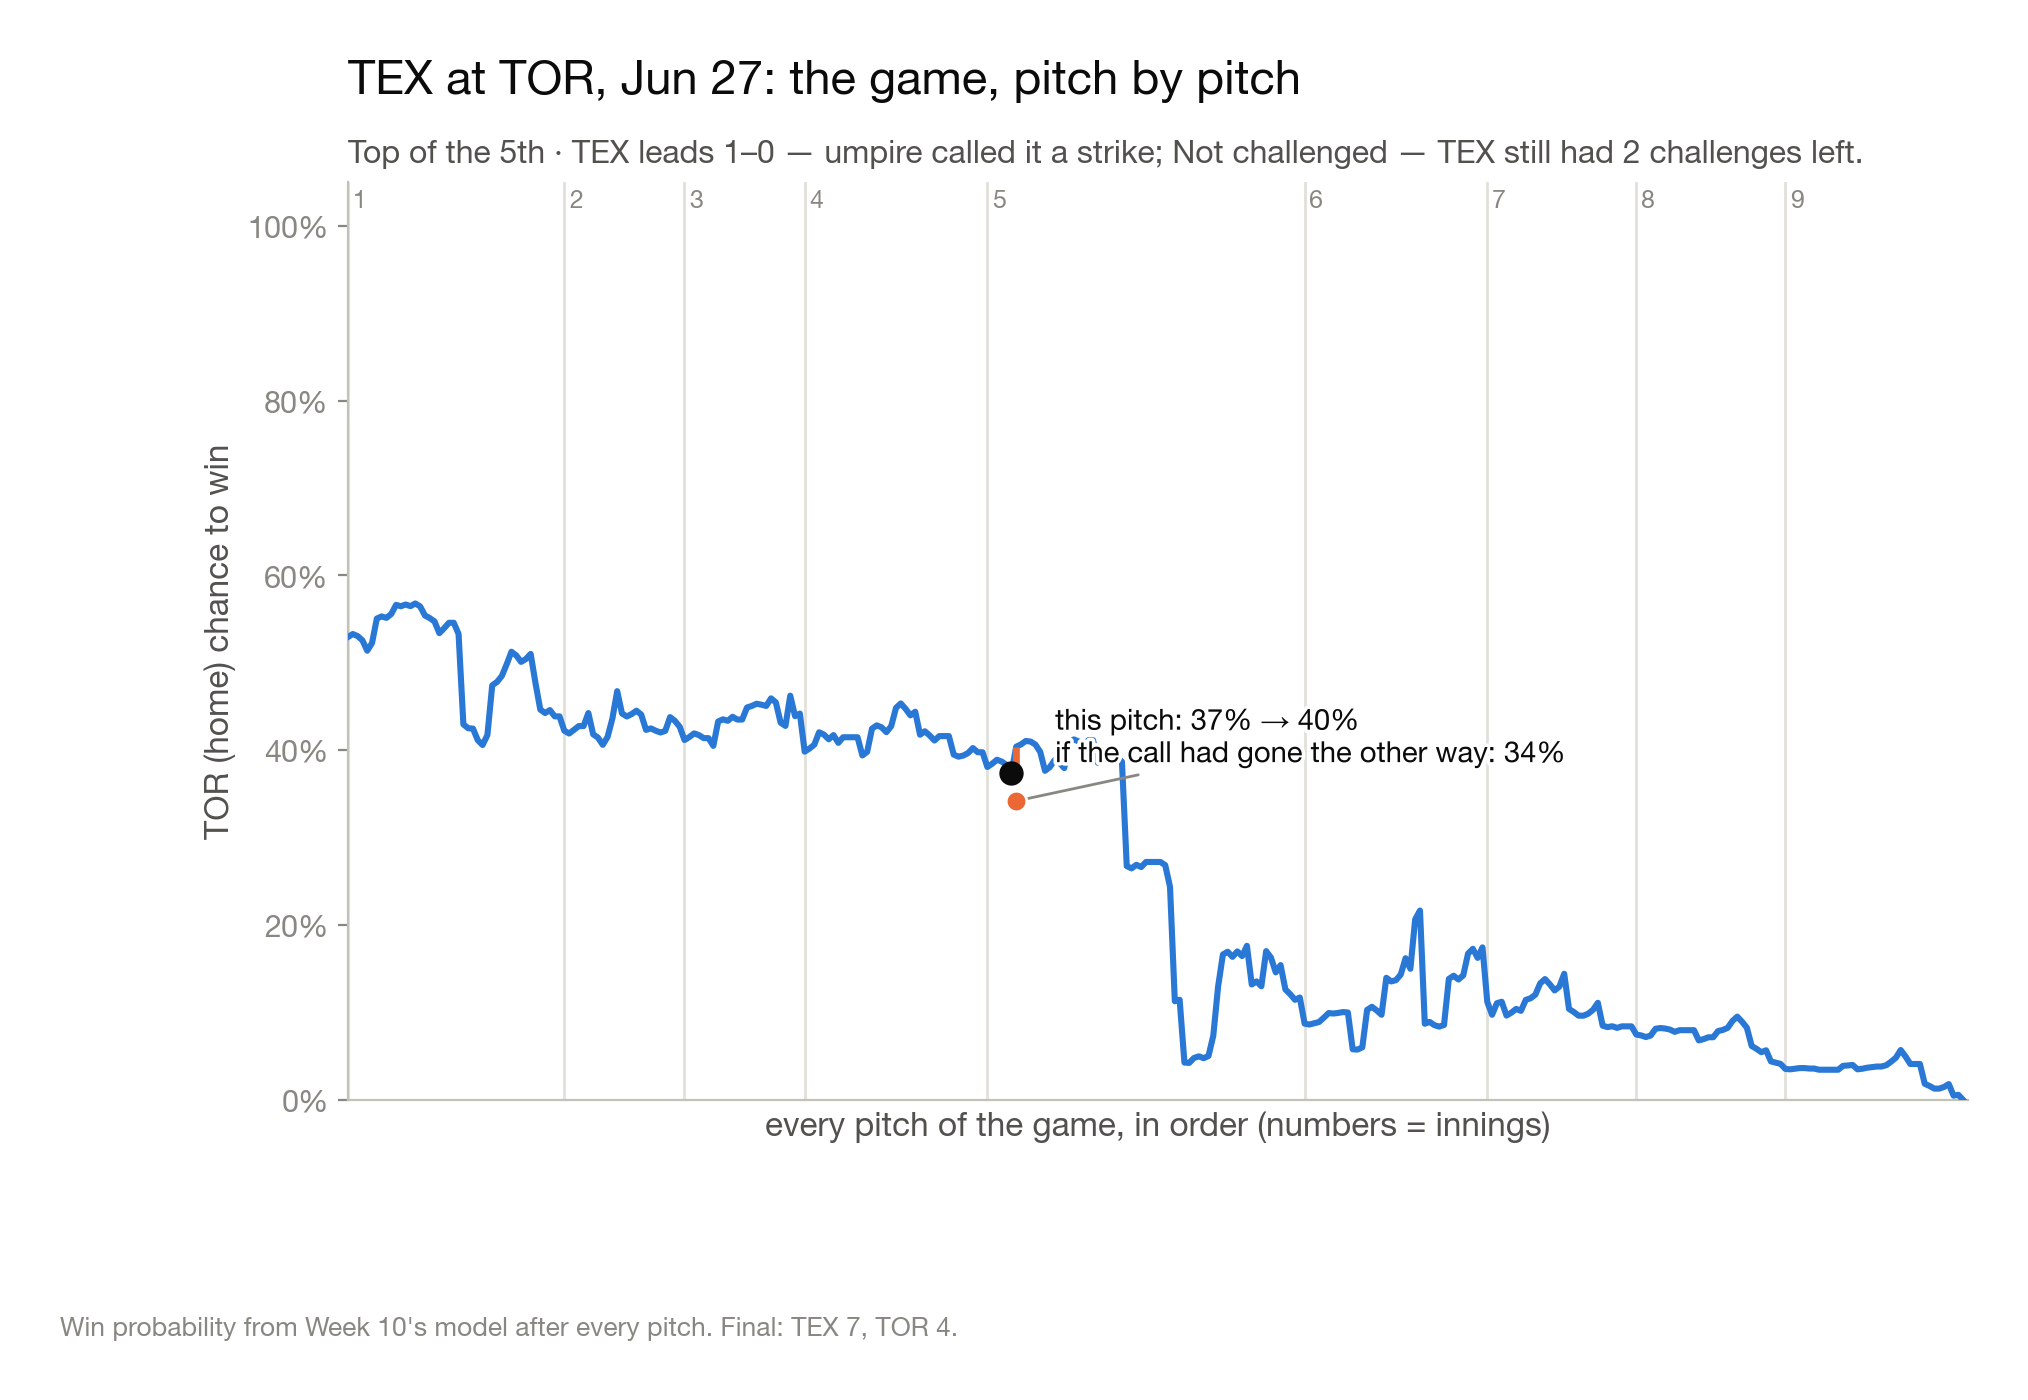 TEX at TOR, Jun 27: the game, pitch by pitch
Top of the 5th · TEX leads 1–0 — umpire called it a strike; Not challenged — TEX still had 2 challenges left.
1 2 3 4 5 6 7 8 9
100%
80%
60%
40%
20%
0%
TOR (home) chance to win
this pitch: 37% → 40%
if the call had gone the other way: 34%
every pitch of the game, in order (numbers = innings)
Win probability from Week 10's model after every pitch. Final: TEX 7, TOR 4.